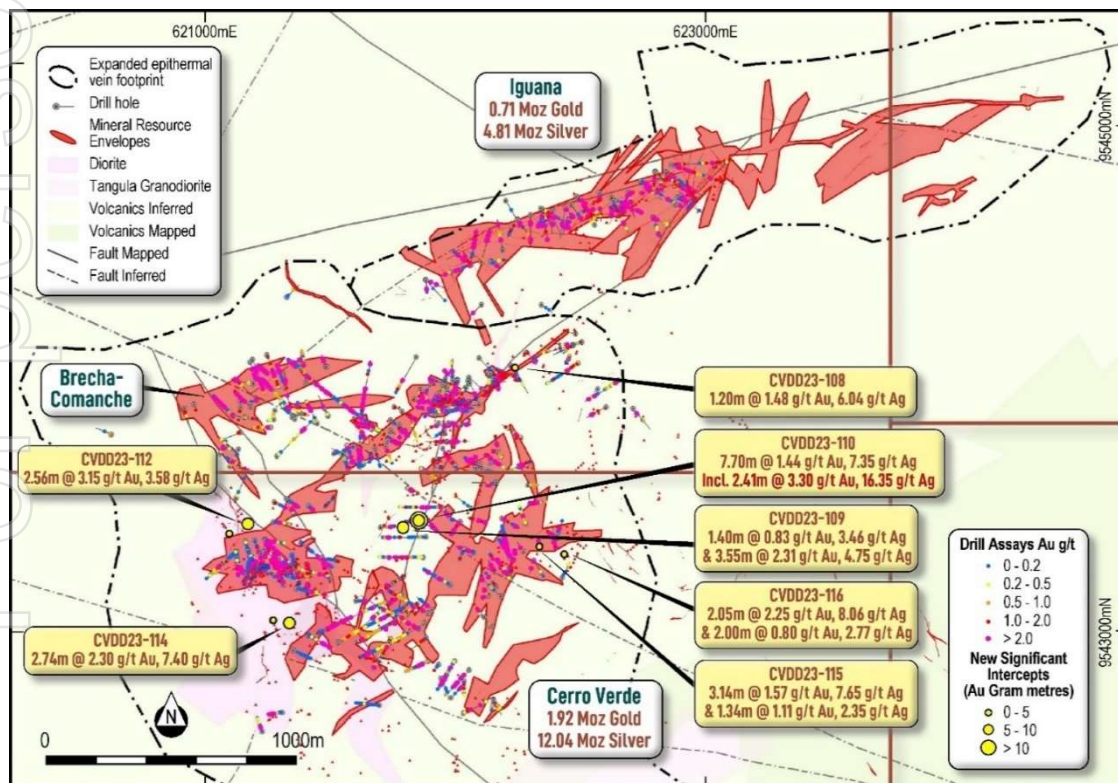 621000mE
623000mE
9545000mN
9543000mN
Expanded epithermal
vein footprint
Drill hole
Mineral Resource
Envelopes
Diorite
Tangula Granodiorite
Volcanics Inferred
Volcanics Mapped
Fault Mapped
Fault Inferred
Iguana
0.71 Moz Gold
4.81 Moz Silver
Brecha-
Comanche
CVDD23-108
1.20m @ 1.48 g/t Au, 6.04 g/t Ag
CVDD23-112
2.56m @ 3.15 g/t Au, 3.58 g/t Ag
CVDD23-110
7.70m @ 1.44 g/t Au, 7.35 g/t Ag
Incl. 2.41m @ 3.30 g/t Au, 16.35 g/t Ag
CVDD23-109
1.40m @ 0.83 g/t Au, 3.46 g/t Ag
& 3.55m @ 2.31 g/t Au, 4.75 g/t Ag
CVDD23-116
2.05m @ 2.25 g/t Au, 8.06 g/t Ag
& 2.00m @ 0.80 g/t Au, 2.77 g/t Ag
CVDD23-114
2.74m @ 2.30 g/t Au, 7.40 g/t Ag
CVDD23-115
3.14m @ 1.57 g/t Au, 7.65 g/t Ag
& 1.34m @ 1.11 g/t Au, 2.35 g/t Ag
Cerro Verde
1.92 Moz Gold
12.04 Moz Silver
Drill Assays Au g/t
0 - 0.2
0.2 - 0.5
0.5 - 1.0
1.0 - 2.0
> 2.0
New Significant
Intercepts
(Au Gram metres)
0 - 5
5 - 10
> 10
N
0
1000m